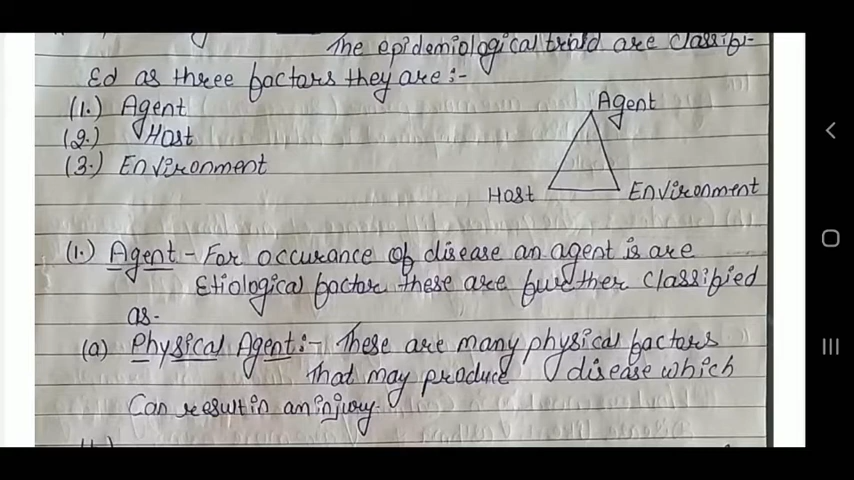 The epidemiological triad are classifi-
Ed as three factors they are :-
(1.) Agent
(2.) Host
(3.) Environment
Agent
Host
Environment
(1.) Agent - For occurance of disease an agent is are
Etiological factor these are further classified
as -
(a) Physical Agent :- These are many physical factors
That may produce disease which
Can result in an injury.